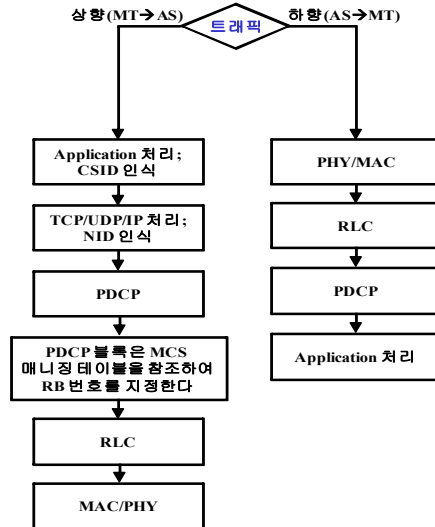 상향(MT→AS)
트래픽
하향(AS→MT)
Application 처리;
CSID 인식
TCP/UDP/IP 처리;
NID 인식
PDCP
PDCP 블록은 MCS
매니징 테이블을 참조하여
RB 번호를 지정한다
RLC
MAC/PHY
PHY/MAC
RLC
PDCP
Application 처리